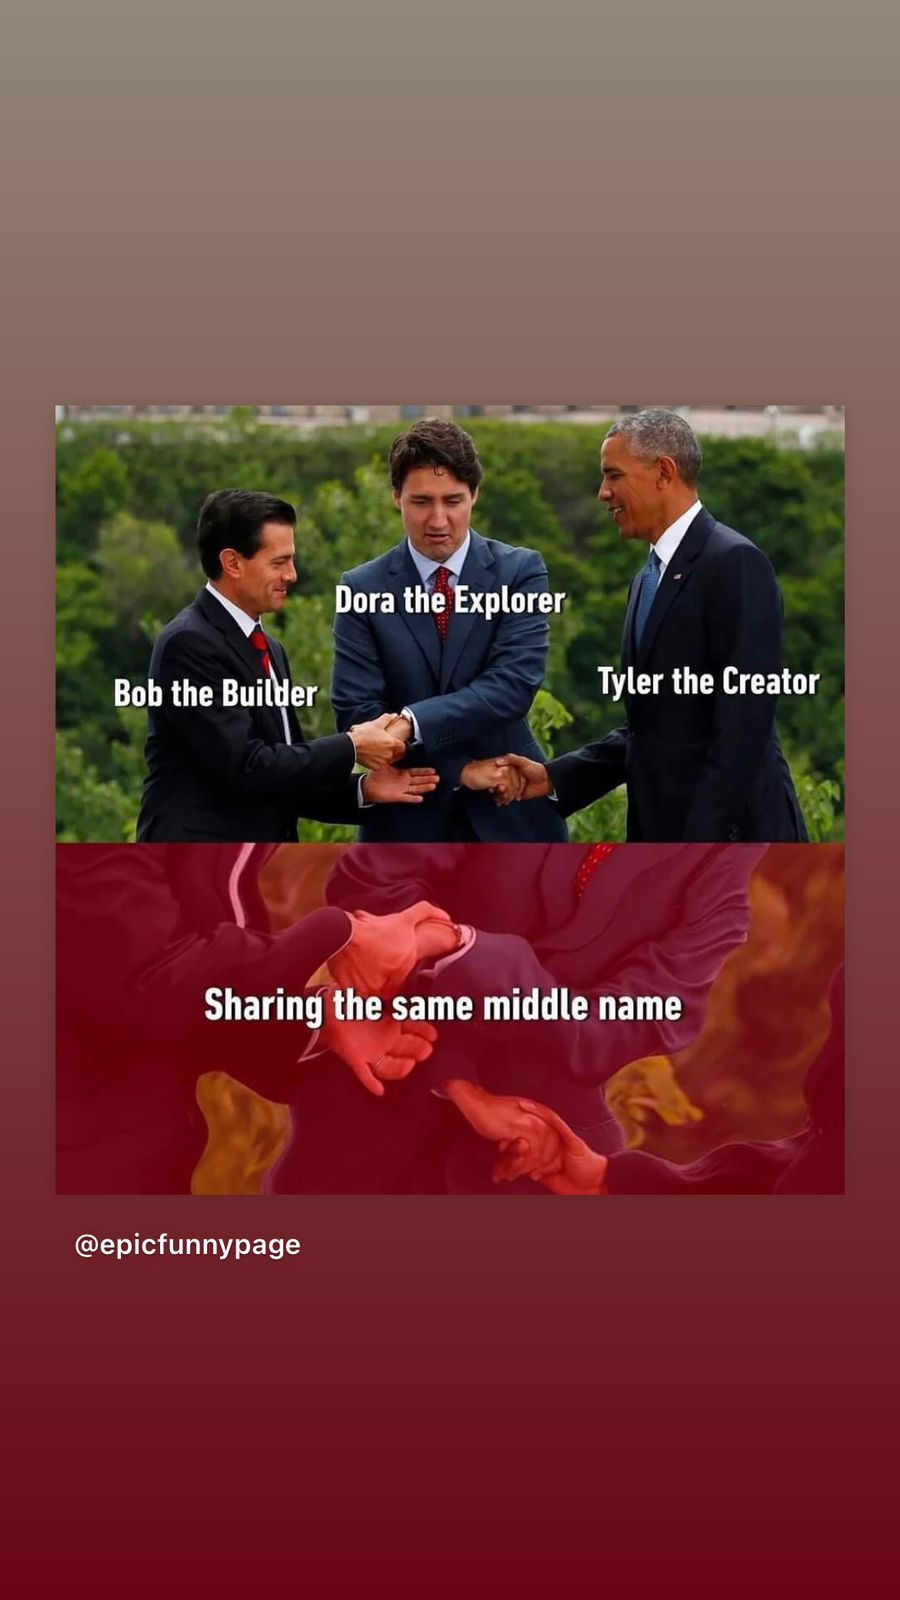 Dora the Explorer
Bob the Builder
Tyler the Creator
Sharing the same middle name
@epicfunnypage